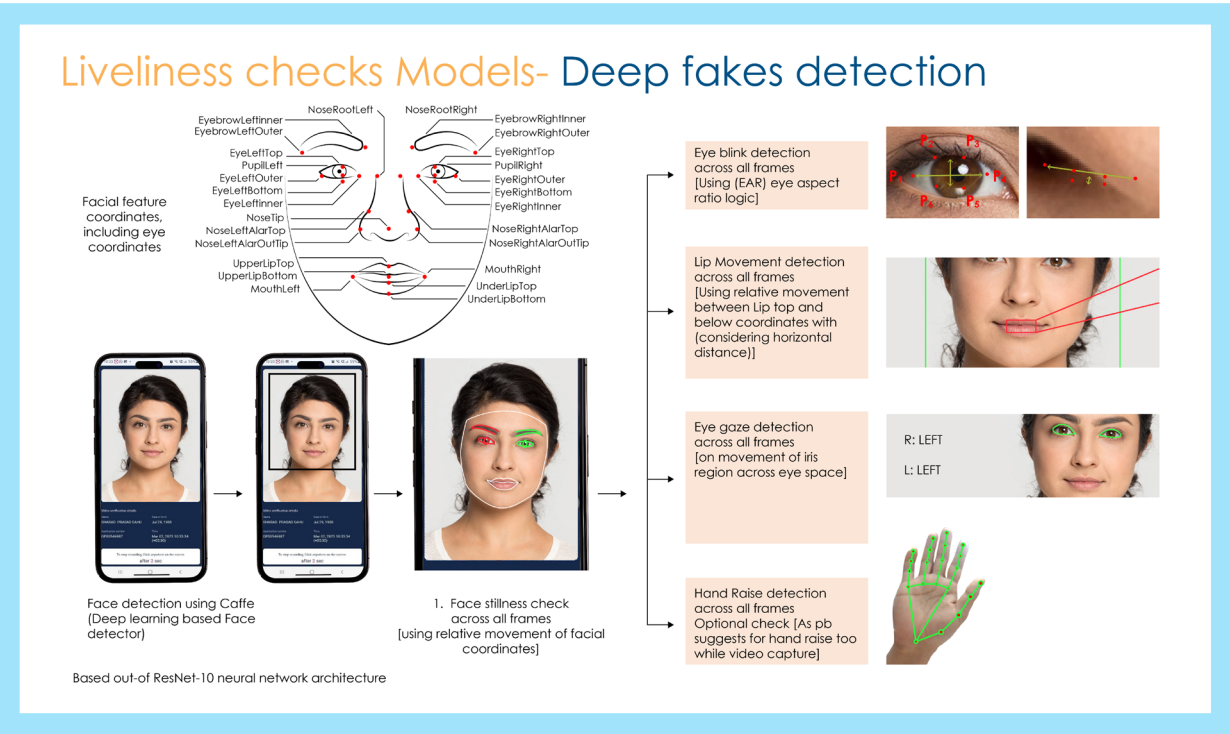 Liveliness checks Models- Deep fakes detection
NoseRootLeft
NoseRootRight
EyebrowLeftinner
EyebrowLeftOuter
EyebrowRightInner
EyebrowRightOuter
EyeLeftTop
PupilLeft
EyeLeftOuter
EyeLeftBottom
EyeLeftinner
NoseTip
NoseLeftAlarTop
NoseLeftAlarOutTip
UpperLipTop
UpperLipBottom
MouthLeft
EyeRightTop
PupilRight
EyeRightOuter
EyeRightBottom
EyeRightInner
NoseRightAlarTop
NoseRightAlarOutTip
MouthRight
UnderLipTop
UnderLipBottom
Facial feature
coordinates,
including eye
coordinates
Eye blink detection
across all frames
[Using (EAR) eye aspect
ratio logic]
P2 P3
P1 P4
P6 P5
Lip Movement detection
across all frames
[Using relative movement
between Lip top and
below coordinates with
(considering horizontal
distance)]
Eye gaze detection
across all frames
[on movement of iris
region across eye space]
R: LEFT
L: LEFT
Hand Raise detection
across all frames
Optional check [As pb
suggests for hand raise too
while video capture]
after 2 sec
after 2 sec
Face detection using Caffe
(Deep learning based Face
detector)
1. Face stillness check
across all frames
[using relative movement of facial
coordinates]
Based out-of ResNet-10 neural network architecture